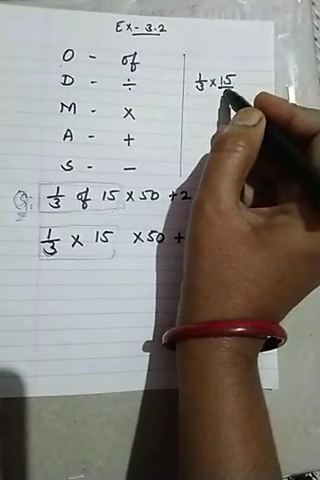 Ex-3.2
O - of
D - ÷
M - ×
A - +
S - -
1/3 × 15
Q: 1/3 of 15 × 50 + 2
1/3 × 15 × 50 +